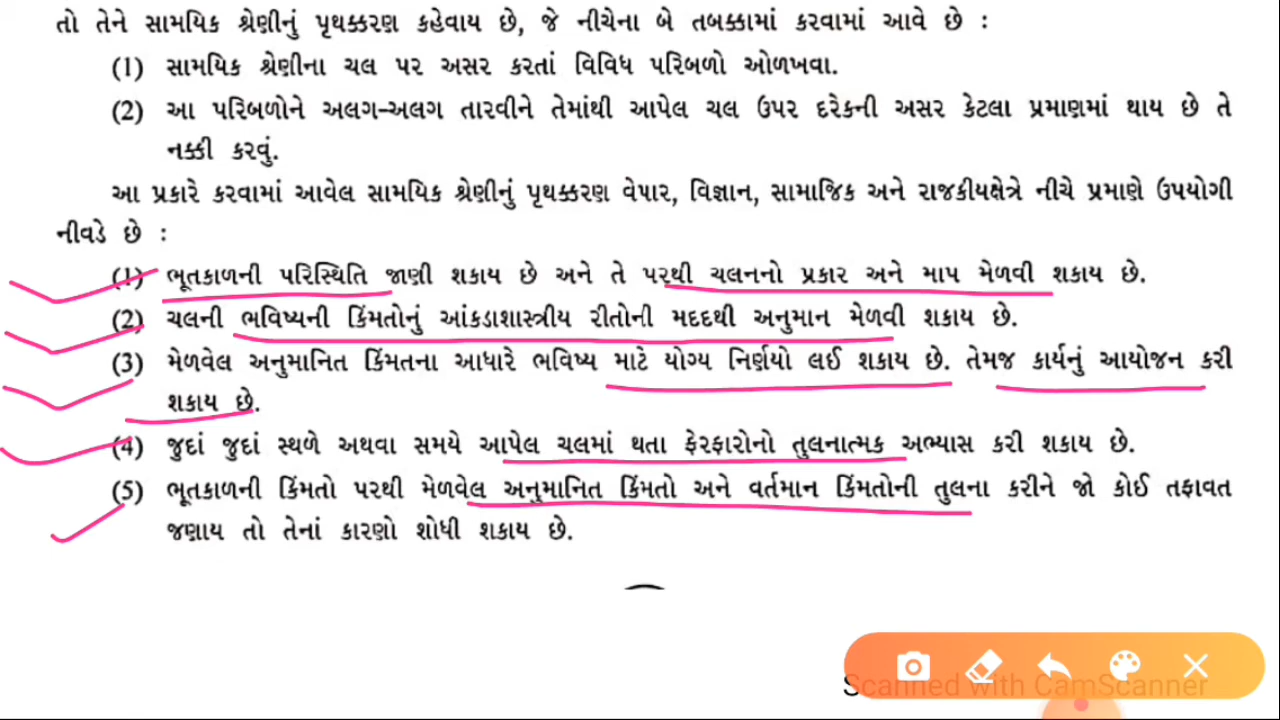 તો તેને સામયિક શ્રેણીનું પૃથક્કરણ કહેવાય છે, જે નીચેના બે તબક્કામાં કરવામાં આવે છે :
(1) સામયિક શ્રેણીના ચલ પર અસર કરતાં વિવિધ પરિબળો ઓળખવા.
(2) આ પરિબળોને અલગ-અલગ તારવીને તેમાંથી આપેલ ચલ ઉપર દરેકની અસર કેટલા પ્રમાણમાં થાય છે તે
નક્કી કરવું.
આ પ્રકારે કરવામાં આવેલ સામયિક શ્રેણીનું પૃથક્કરણ વેપાર, વિજ્ઞાન, સામાજિક અને રાજકીયક્ષેત્રે નીચે પ્રમાણે ઉપયોગી
નીવડે છે :
(1) ભૂતકાળની પરિસ્થિતિ જાણી શકાય છે અને તે પરથી ચલનનો પ્રકાર અને માપ મેળવી શકાય છે.
(2) ચલની ભવિષ્યની કિંમતોનું આંકડાશાસ્ત્રીય રીતોની મદદથી અનુમાન મેળવી શકાય છે.
(3) મેળવેલ અનુમાનિત કિંમતના આધારે ભવિષ્ય માટે યોગ્ય નિર્ણયો લઈ શકાય છે. તેમજ કાર્યનું આયોજન કરી
શકાય છે.
(4) જુદાં જુદાં સ્થળે અથવા સમયે આપેલ ચલમાં થતા ફેરફારોનો તુલનાત્મક અભ્યાસ કરી શકાય છે.
(5) ભૂતકાળની કિંમતો પરથી મેળવેલ અનુમાનિત કિંમતો અને વર્તમાન કિંમતોની તુલના કરીને જો કોઈ તફાવત
જણાય તો તેનાં કારણો શોધી શકાય છે.
Scanned with CamScanner